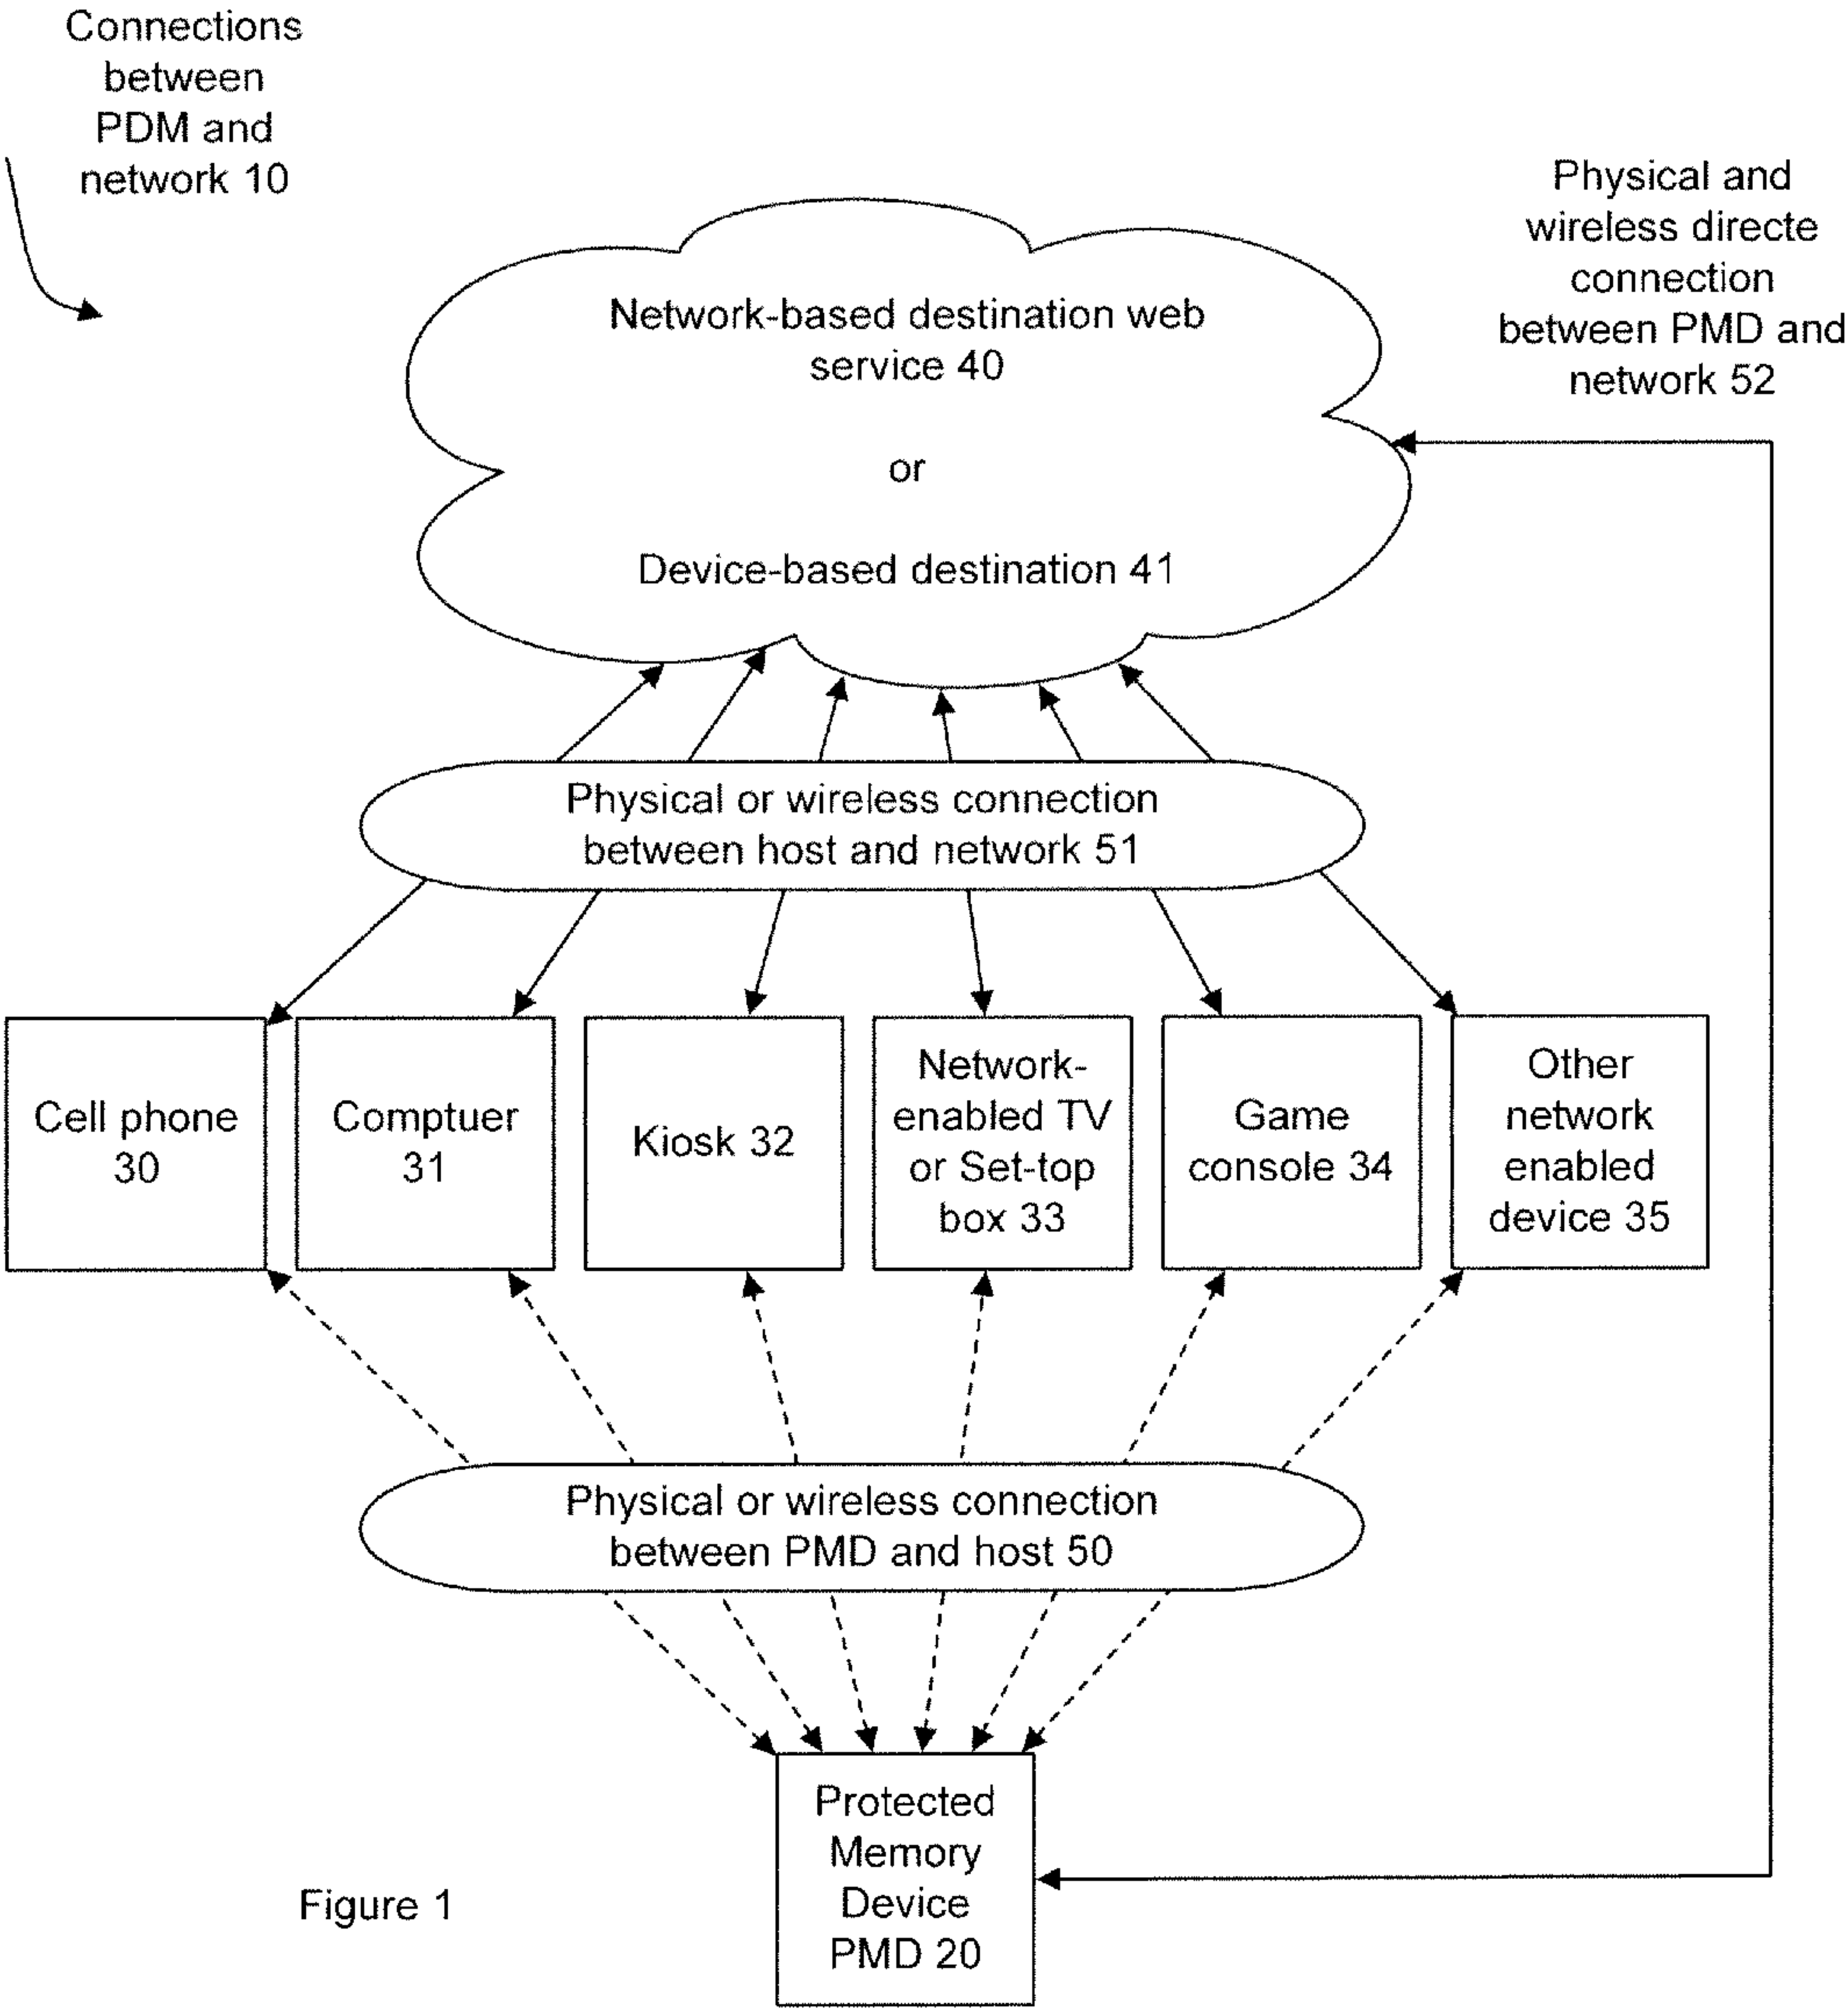 Connections
between
PDM and
network 10
Physical and
wireless directe
connection
between PMD and
network 52
Network-based destination web
service 40
or
Device-based destination 41
Physical or wireless connection
between host and network 51
Cell phone
30
Comptuer
31
Kiosk 32
Network-
enabled TV
or Set-top
box 33
Game
console 34
Other
network
enabled
device 35
Physical or wireless connection
between PMD and host 50
Protected
Memory
Device
PMD 20
Figure 1